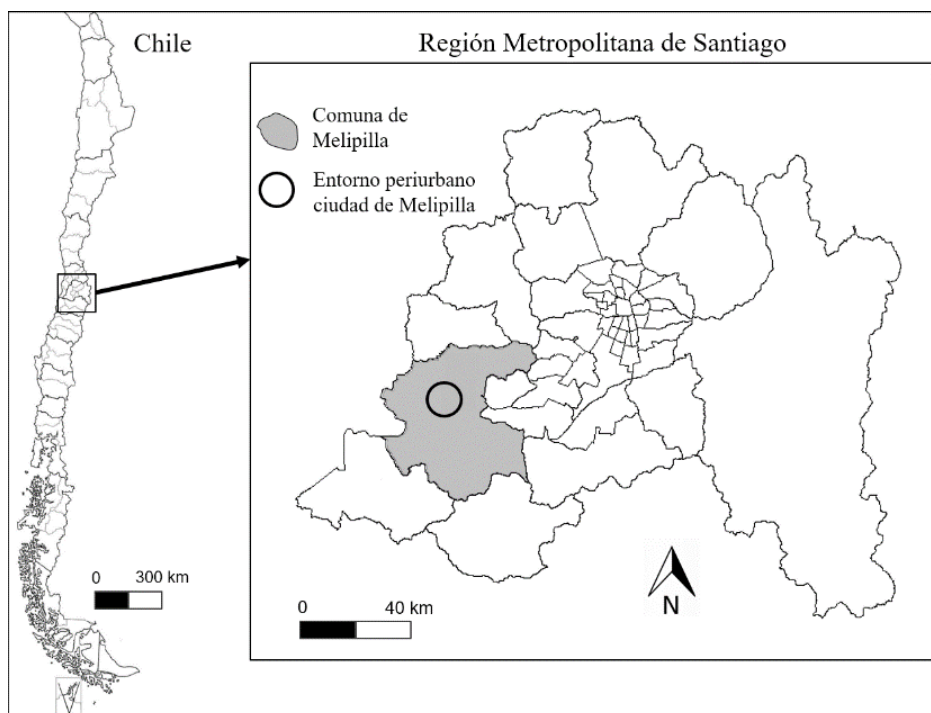 Chile
Región Metropolitana de Santiago
Comuna de
Melipilla
Entorno periurbano
ciudad de Melipilla
0 300 km
0 40 km
N